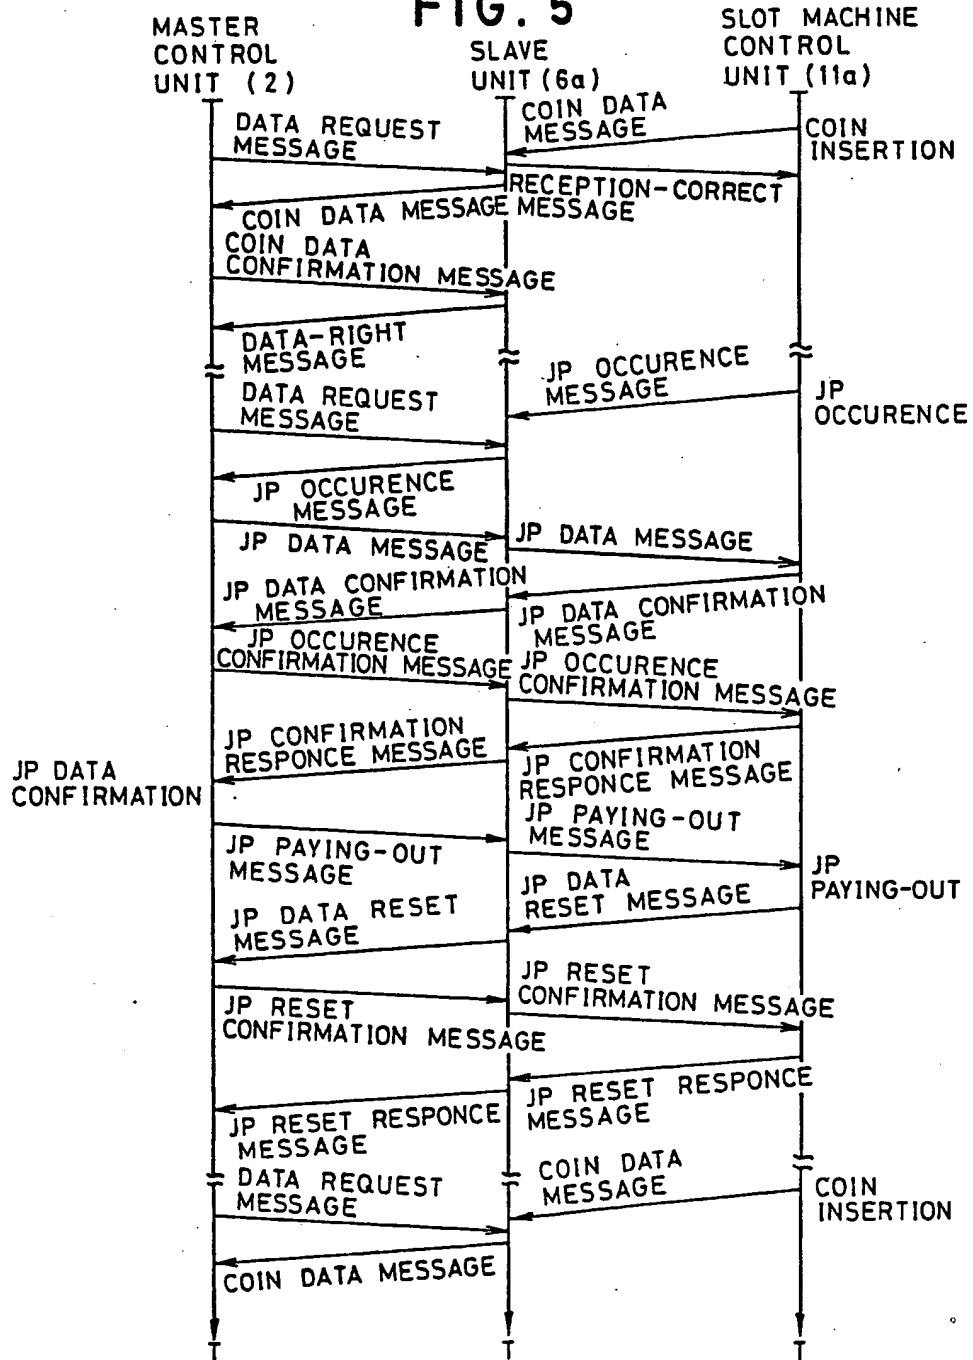 FIG. 5
MASTER
CONTROL
UNIT (2)
SLAVE
UNIT (6a)
SLOT MACHINE
CONTROL
UNIT (11a)
DATA REQUEST
MESSAGE
COIN DATA
MESSAGE
COIN
INSERTION
RECEPTION-CORRECT
MESSAGE
COIN DATA MESSAGE
COIN DATA
CONFIRMATION MESSAGE
DATA-RIGHT
MESSAGE
JP OCCURENCE
MESSAGE
JP
OCCURENCE
DATA REQUEST
MESSAGE
JP OCCURENCE
MESSAGE
JP DATA MESSAGE
JP DATA MESSAGE
JP DATA CONFIRMATION
MESSAGE
JP DATA CONFIRMATION
MESSAGE
JP OCCURENCE
CONFIRMATION MESSAGE
JP OCCURENCE
CONFIRMATION MESSAGE
JP CONFIRMATION
RESPONCE MESSAGE
JP CONFIRMATION
RESPONCE MESSAGE
JP DATA
CONFIRMATION
JP PAYING-OUT
MESSAGE
JP PAYING-OUT
MESSAGE
JP
PAYING-OUT
JP DATA
RESET MESSAGE
JP DATA RESET
MESSAGE
JP RESET
CONFIRMATION MESSAGE
JP RESET
CONFIRMATION MESSAGE
JP RESET RESPONCE
MESSAGE
JP RESET RESPONCE
MESSAGE
DATA REQUEST
MESSAGE
COIN DATA
MESSAGE
COIN
INSERTION
COIN DATA MESSAGE